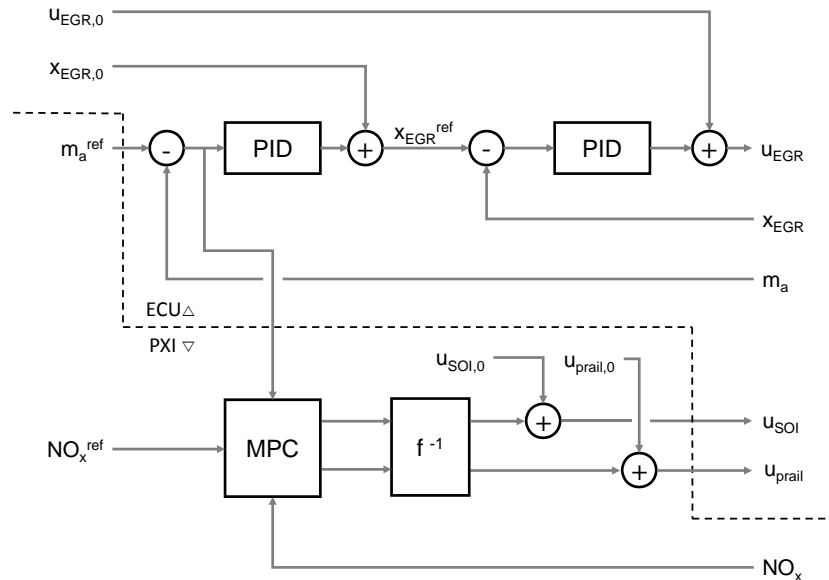 u_EGR,0
x_EGR,0
m_a^ref - PID + x_EGR^ref - PID + u_EGR
x_EGR
m_a
ECU△
PXI ▽
u_SOI,0 u_prail,0
+ u_SOI
NO_x^ref MPC f^-1
+ u_prail
NO_x